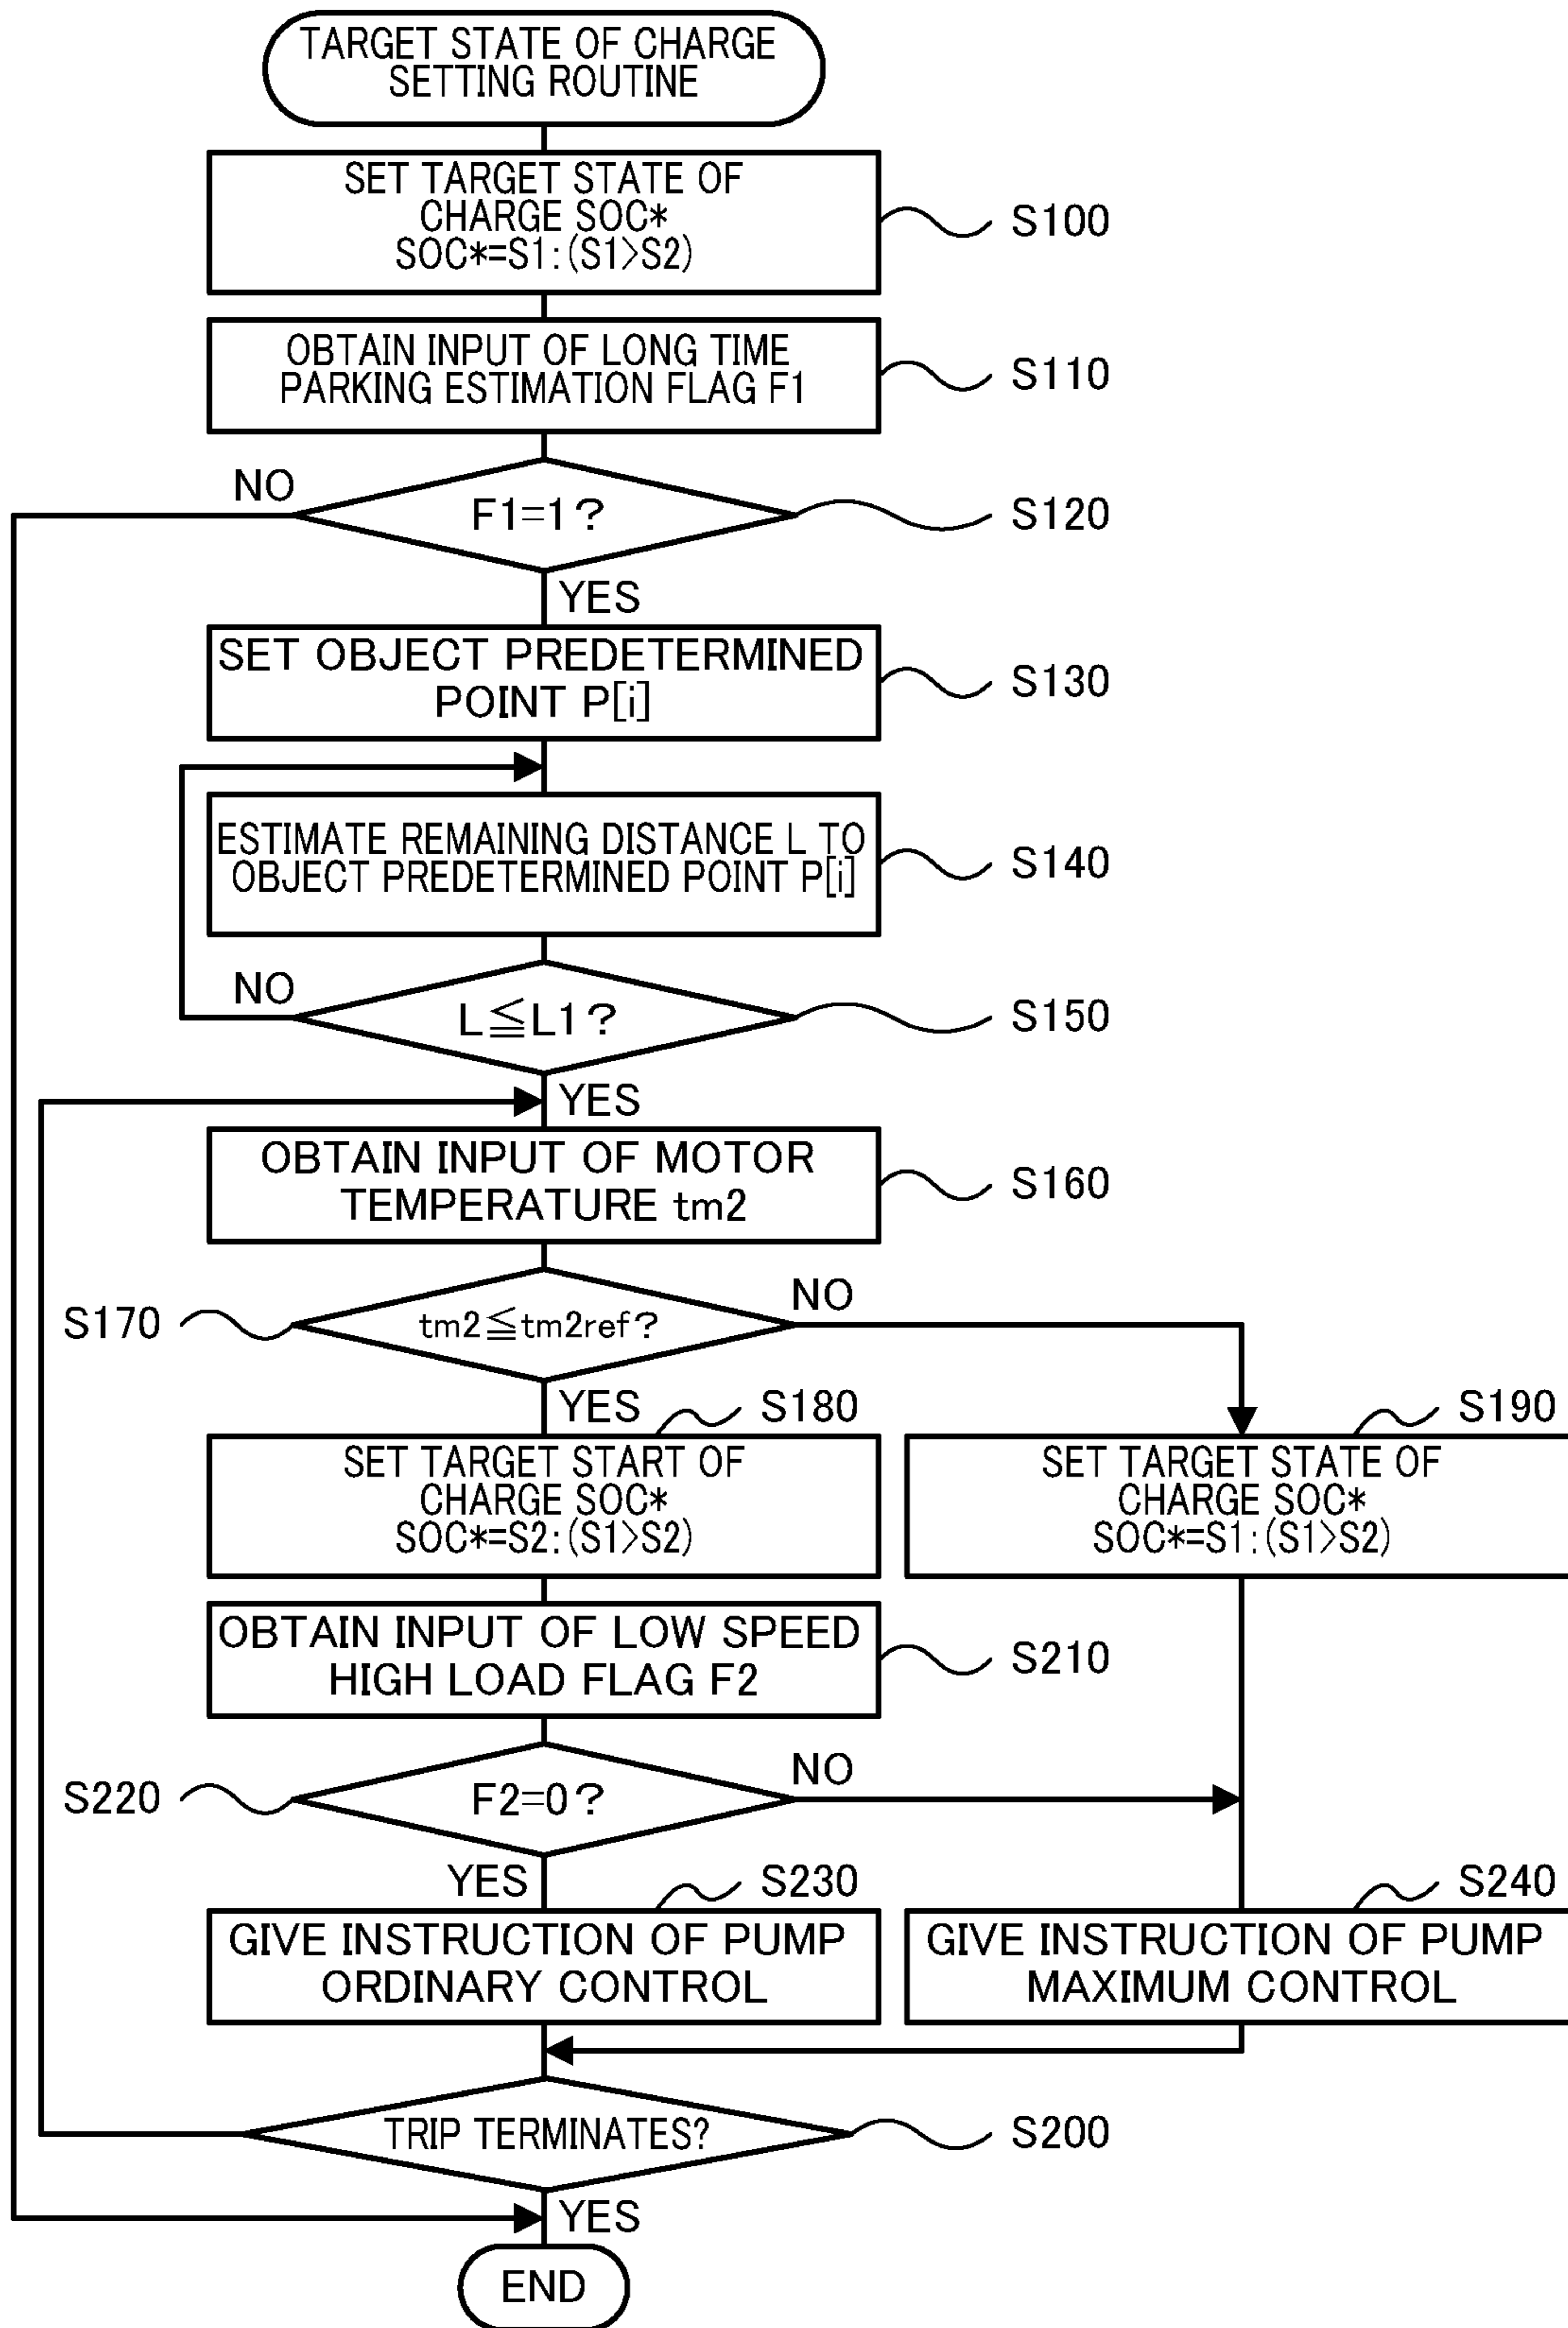 TARGET STATE OF CHARGE
SETTING ROUTINE
SET TARGET STATE OF
CHARGE SOC*
SOC*=S1:(S1>S2)
S100
OBTAIN INPUT OF LONG TIME
PARKING ESTIMATION FLAG F1
S110
NO
F1=1?
S120
YES
SET OBJECT PREDETERMINED
POINT P[i]
S130
ESTIMATE REMAINING DISTANCE L TO
OBJECT PREDETERMINED POINT P[i]
S140
NO
L≦L1?
S150
YES
OBTAIN INPUT OF MOTOR
TEMPERATURE tm2
S160
S170
tm2≦tm2ref?
NO
YES
S180
S190
SET TARGET START OF
CHARGE SOC*
SOC*=S2:(S1>S2)
SET TARGET STATE OF
CHARGE SOC*
SOC*=S1:(S1>S2)
OBTAIN INPUT OF LOW SPEED
HIGH LOAD FLAG F2
S210
S220
F2=0?
NO
YES
S230
S240
GIVE INSTRUCTION OF PUMP
ORDINARY CONTROL
GIVE INSTRUCTION OF PUMP
MAXIMUM CONTROL
TRIP TERMINATES?
S200
YES
END